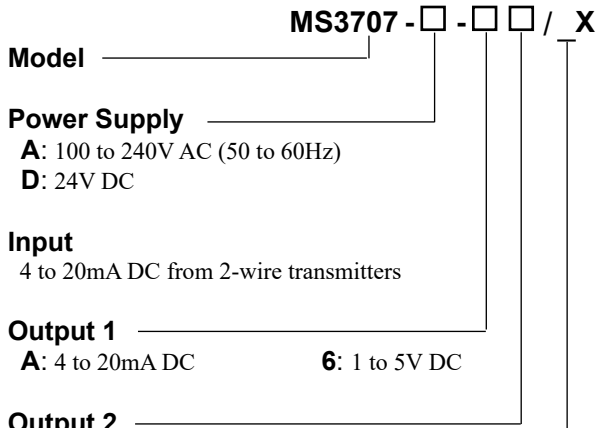 MS3707 - □ - □ □ / _X
Model
Power Supply
A: 100 to 240V AC (50 to 60Hz)
D: 24V DC
Input
4 to 20mA DC from 2-wire transmitters
Output 1
A: 4 to 20mA DC 6: 1 to 5V DC
Output 2